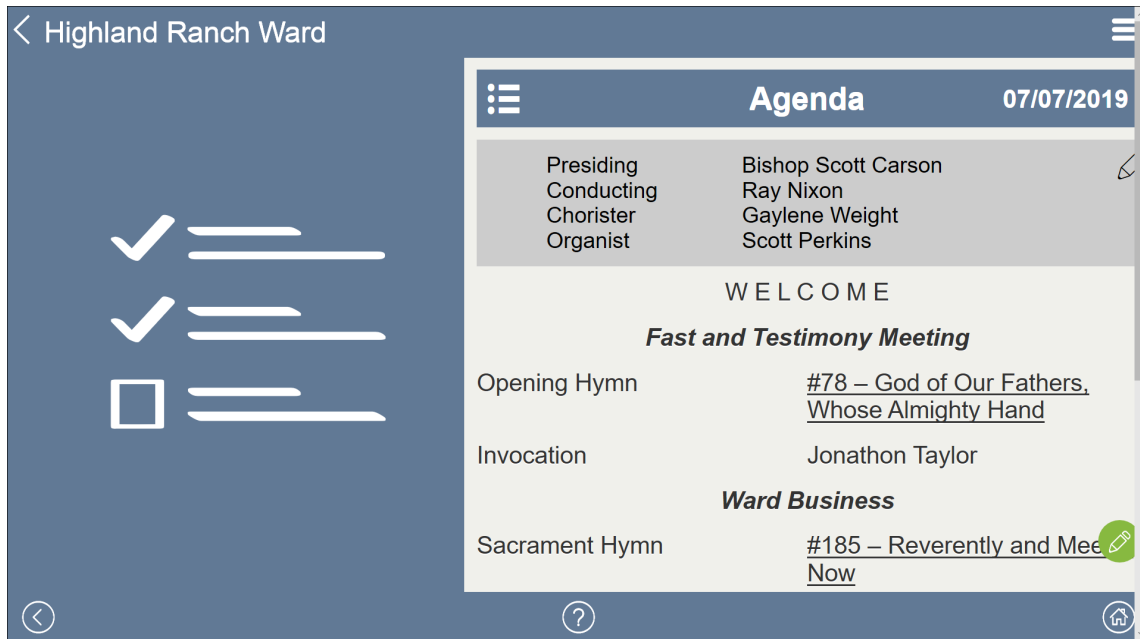 Highland Ranch Ward
Agenda 07/07/2019
Presiding Bishop Scott Carson
Conducting Ray Nixon
Chorister Gaylene Weight
Organist Scott Perkins
W E L C O M E
Fast and Testimony Meeting
Opening Hymn #78 – God of Our Fathers,
Whose Almighty Hand
Invocation Jonathon Taylor
Ward Business
Sacrament Hymn #185 – Reverently and
Now
?